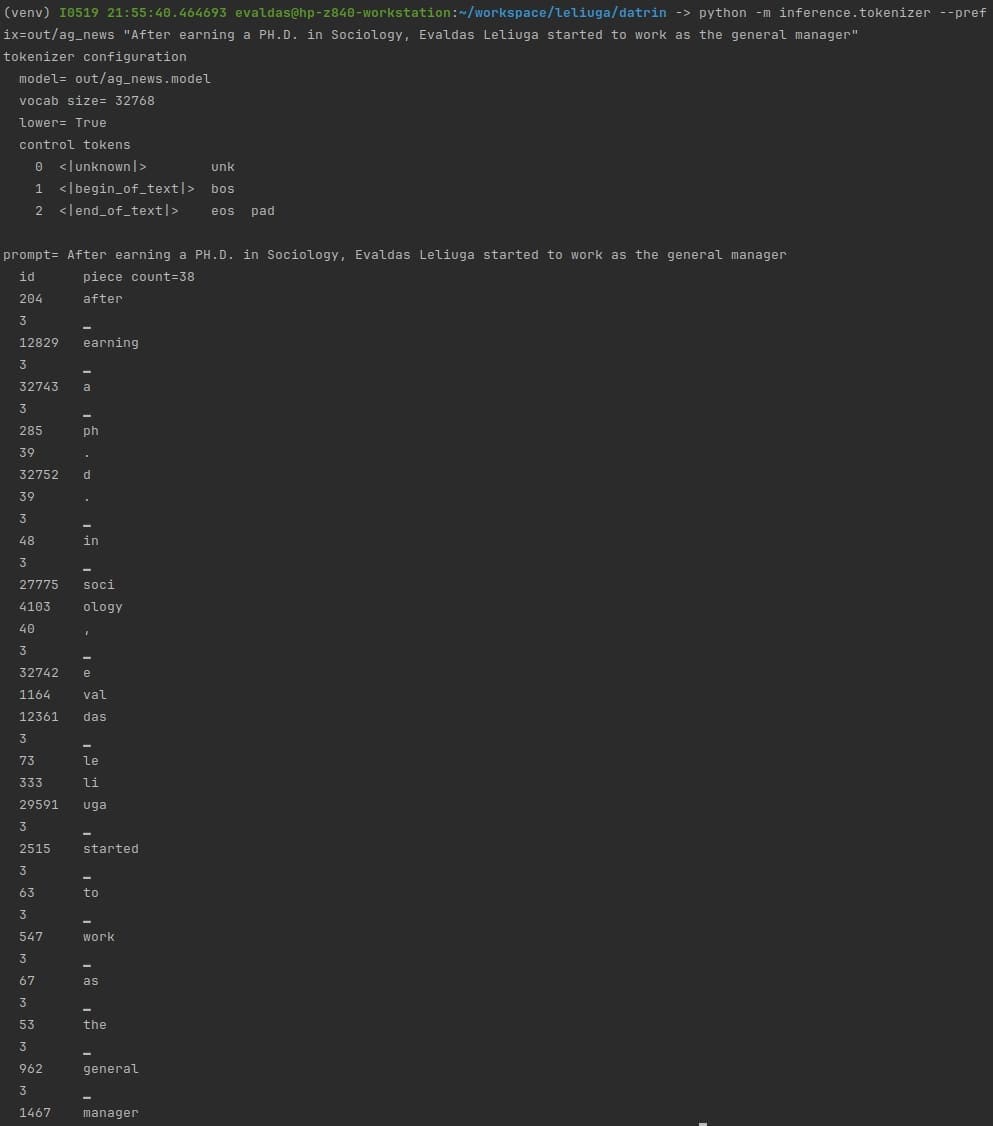 (venv) I0519 21:55:40.464693 evaldas@hp-z840-workstation:~/workspace/leliuga/datrin -> python -m inference.tokenizer --pref
ix=out/ag_news "After earning a PH.D. in Sociology, Evaldas Leliuga started to work as the general manager"
tokenizer configuration
  model= out/ag_news.model
  vocab size= 32768
  lower= True
  control tokens
    0  <|unknown|>        unk
    1  <|begin_of_text|>  bos
    2  <|end_of_text|>    eos  pad

prompt= After earning a PH.D. in Sociology, Evaldas Leliuga started to work as the general manager
  id      piece count=38
  204     after
  3       ▁
  12829   earning
  3       ▁
  32743   a
  3       ▁
  285     ph
  39      .
  32752   d
  39      .
  3       ▁
  48      in
  3       ▁
  27775   soci
  4103    ology
  40      ,
  3       ▁
  32742   e
  1164    val
  12361   das
  3       ▁
  73      le
  333     li
  29591   uga
  3       ▁
  2515    started
  3       ▁
  63      to
  3       ▁
  547     work
  3       ▁
  67      as
  3       ▁
  53      the
  3       ▁
  962     general
  3       ▁
  1467    manager